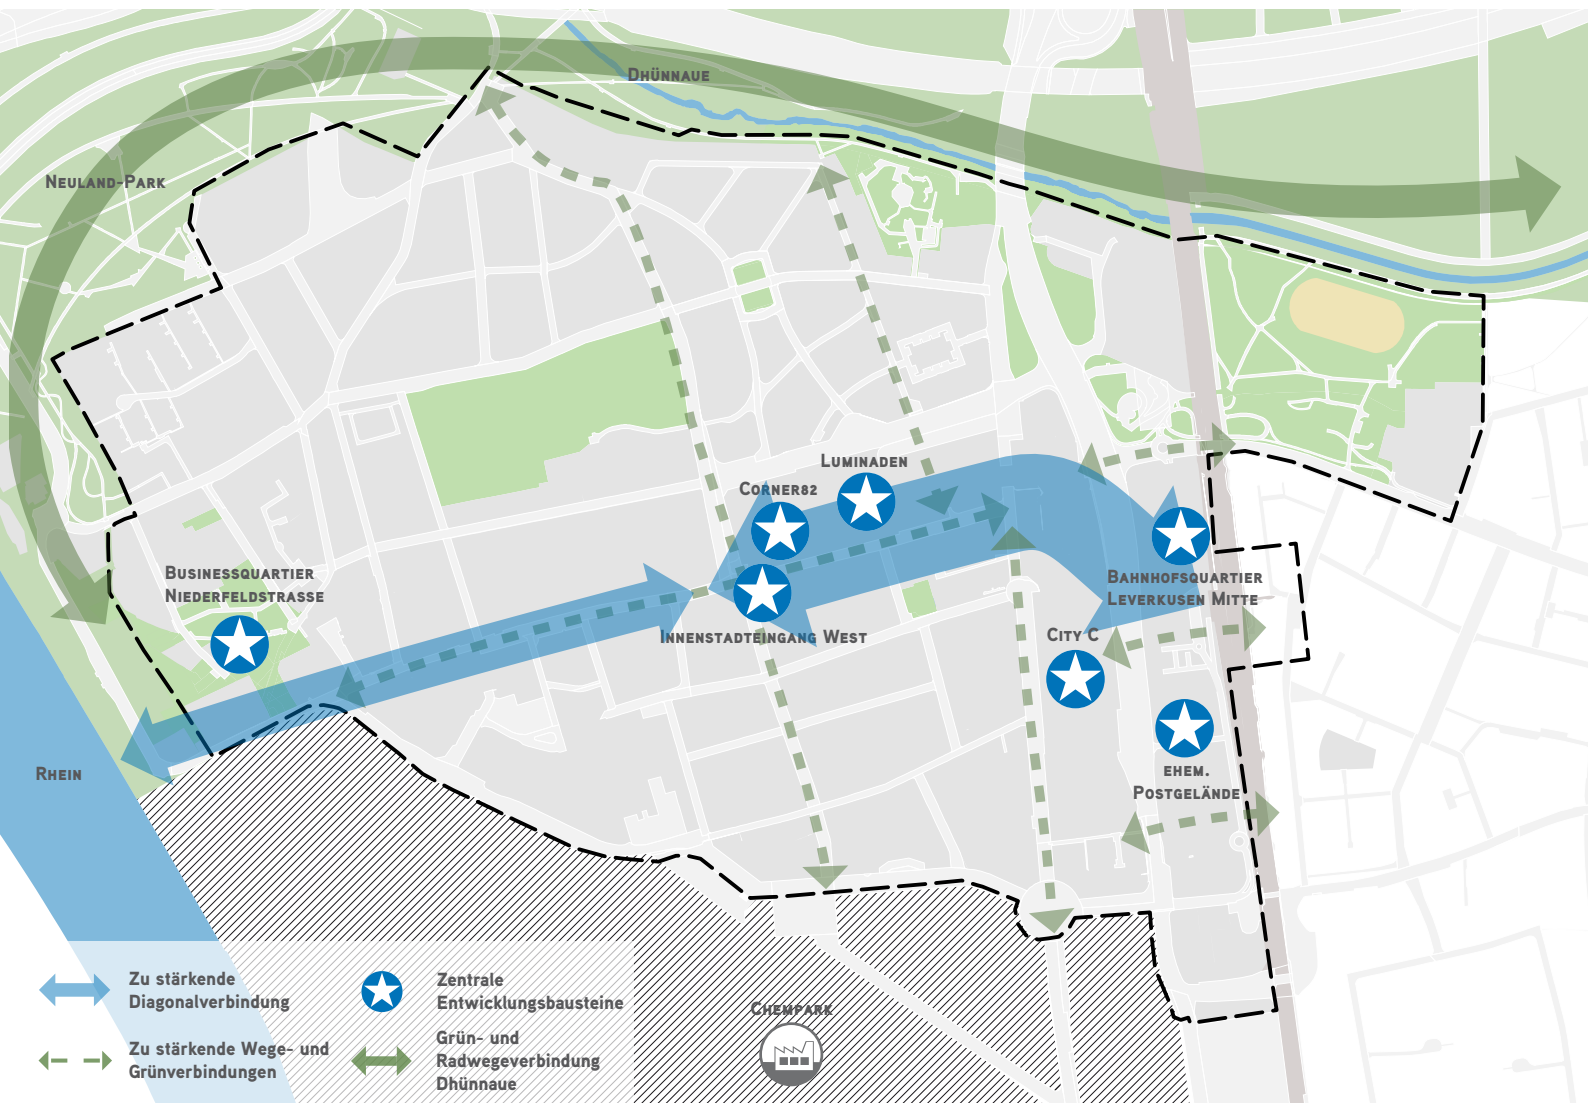 Dhünnaue
Neuland-Park
Luminaden
Corner82
Businessquartier
Niederfeldstrasse
Bahnhofsquartier
Leverkusen Mitte
Innenstadteingang West
City C
ehem.
Postgelände
Rhein
Chempark
Zu stärkende
Diagonalverbindung
Zu stärkende Wege- und
Grünverbindungen
Zentrale
Entwicklungsbausteine
Grün- und
Radwegeverbindung
Dhünnaue